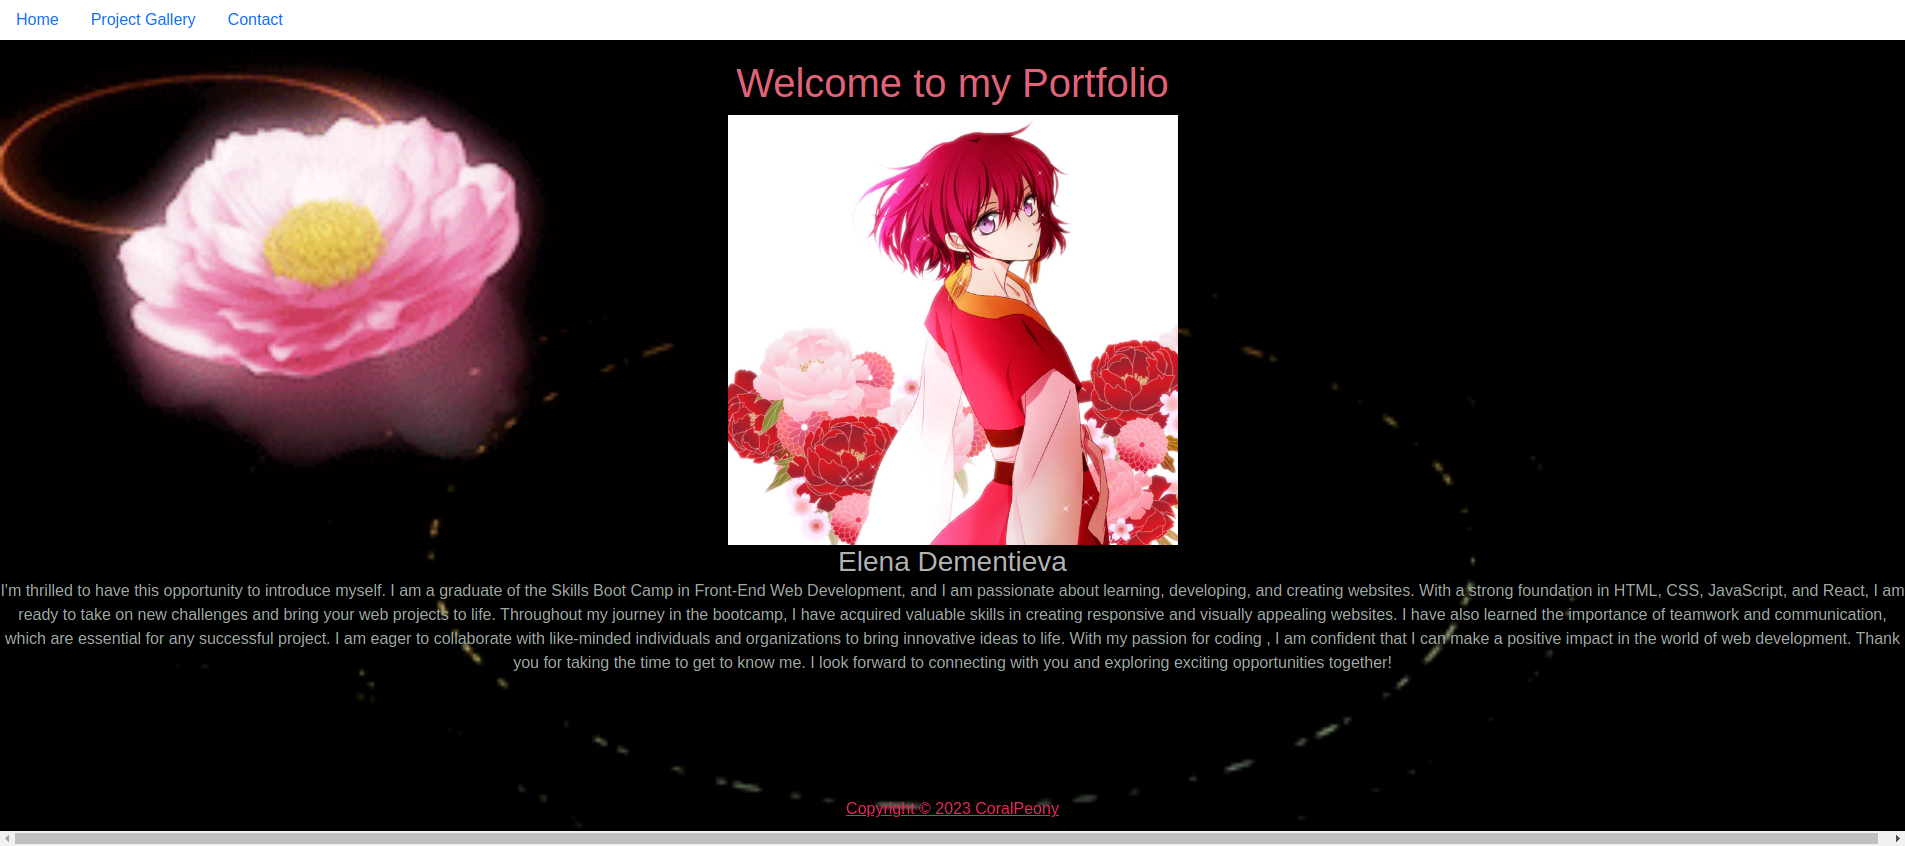 Home Project Gallery Contact
Welcome to my Portfolio
Elena Dementieva
I'm thrilled to have this opportunity to introduce myself. I am a graduate of the Skills Boot Camp in Front-End Web Development, and I am passionate about learning, developing, and creating websites. With a strong foundation in HTML, CSS, JavaScript, and React, I am
ready to take on new challenges and bring your web projects to life. Throughout my journey in the bootcamp, I have acquired valuable skills in creating responsive and visually appealing websites. I have also learned the importance of teamwork and communication,
which are essential for any successful project. I am eager to collaborate with like-minded individuals and organizations to bring innovative ideas to life. With my passion for coding , I am confident that I can make a positive impact in the world of web development. Thank
you for taking the time to get to know me. I look forward to connecting with you and exploring exciting opportunities together!
Copyright © 2023 CoralPeony